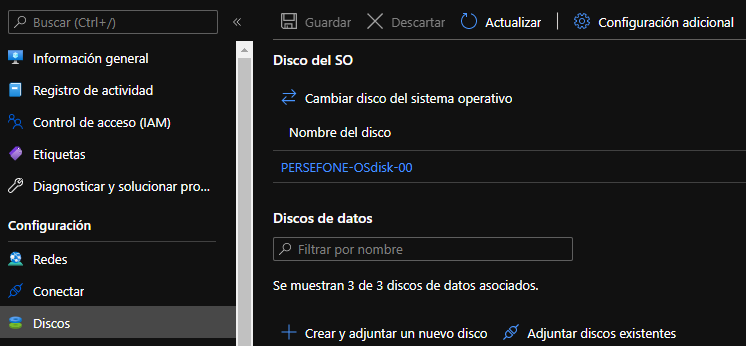 Buscar (Ctrl+/)
«
Información general
Registro de actividad
Control de acceso (IAM)
Etiquetas
Diagnosticar y solucionar pro...
Configuración
Redes
Conectar
Discos
Guardar
Descartar
Actualizar
Configuración adicional
Disco del SO
Cambiar disco del sistema operativo
Nombre del disco
PERSEFONE-OSdisk-00
Discos de datos
Filtrar por nombre
Se muestran 3 de 3 discos de datos asociados.
Crear y adjuntar un nuevo disco
Adjuntar discos existentes